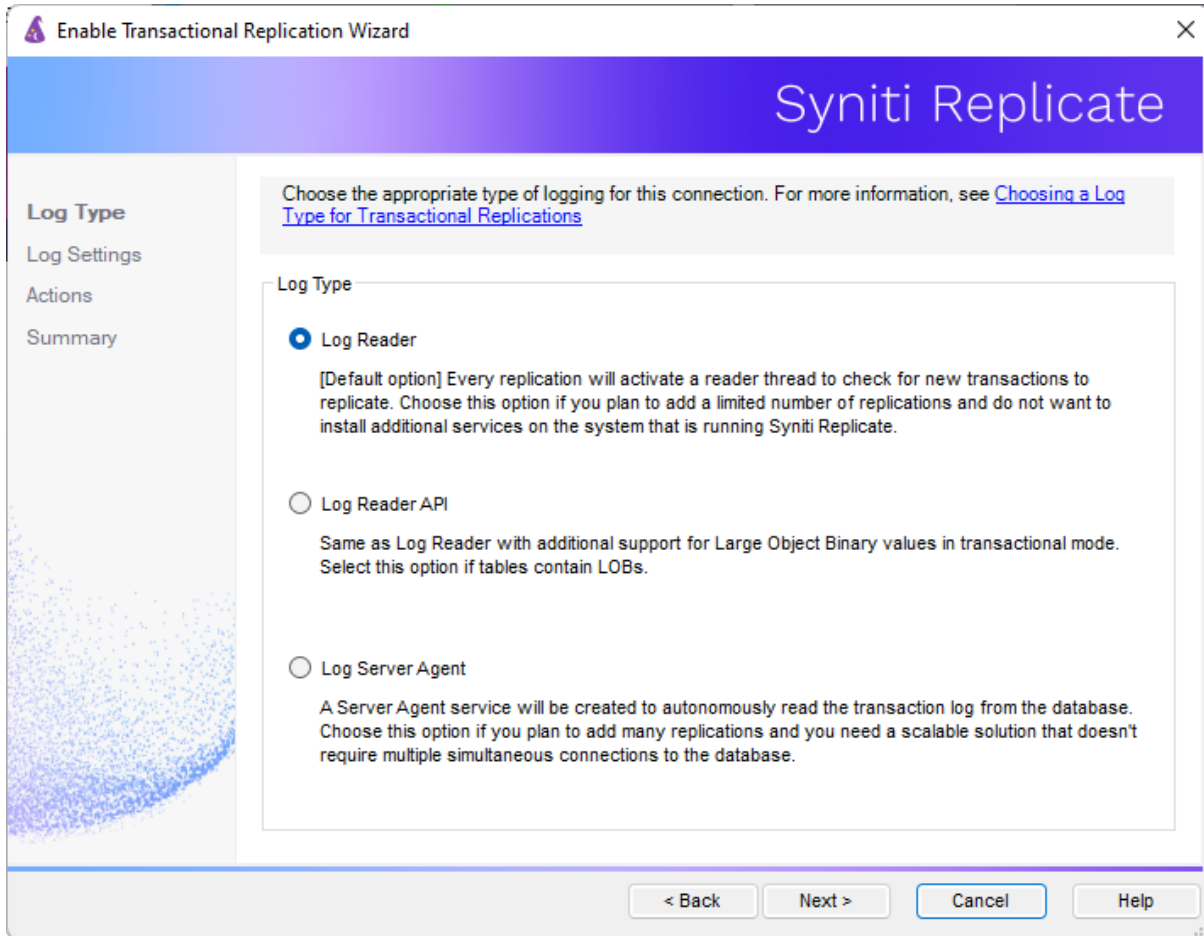 Enable Transactional Replication Wizard
Syniti Replicate
Log Type
Log Settings
Actions
Summary
Choose the appropriate type of logging for this connection. For more information, see Choosing a Log
Type for Transactional Replications
Log Type
Log Reader
[Default option] Every replication will activate a reader thread to check for new transactions to
replicate. Choose this option if you plan to add a limited number of replications and do not want to
install additional services on the system that is running Syniti Replicate.
Log Reader API
Same as Log Reader with additional support for Large Object Binary values in transactional mode.
Select this option if tables contain LOBs.
Log Server Agent
A Server Agent service will be created to autonomously read the transaction log from the database.
Choose this option if you plan to add many replications and you need a scalable solution that doesn't
require multiple simultaneous connections to the database.
< Back
Next >
Cancel
Help